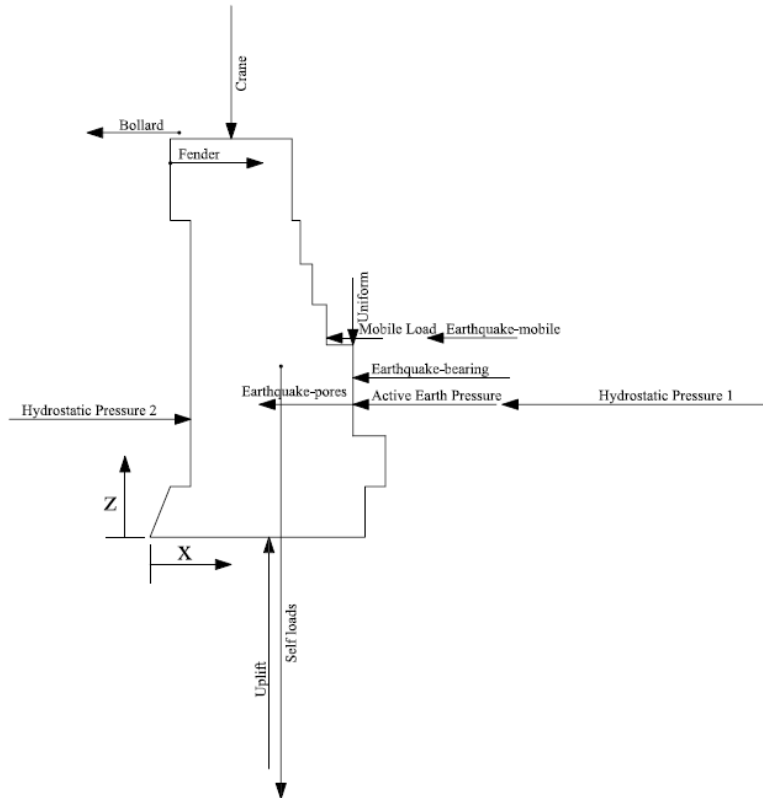 Crane
Bollard
Fender
Uniform
Mobile Load
Earthquake-mobile
Earthquake-bearing
Earthquake-pores
Active Earth Pressure
Hydrostatic Pressure 1
Hydrostatic Pressure 2
Z
X
Uplift
Self loads